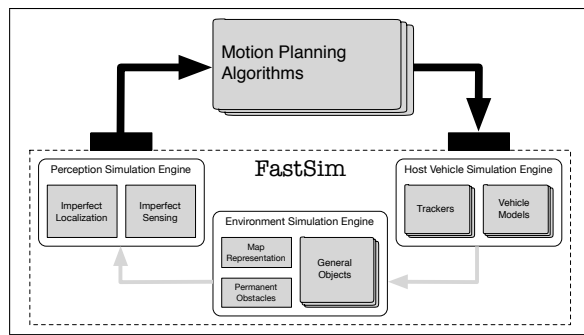 Motion Planning
Algorithms
FastSim
Perception Simulation Engine
Imperfect
Localization
Imperfect
Sensing
Host Vehicle Simulation Engine
Trackers
Vehicle
Models
Environment Simulation Engine
Map
Representation
Permanent
Obstacles
General
Objects